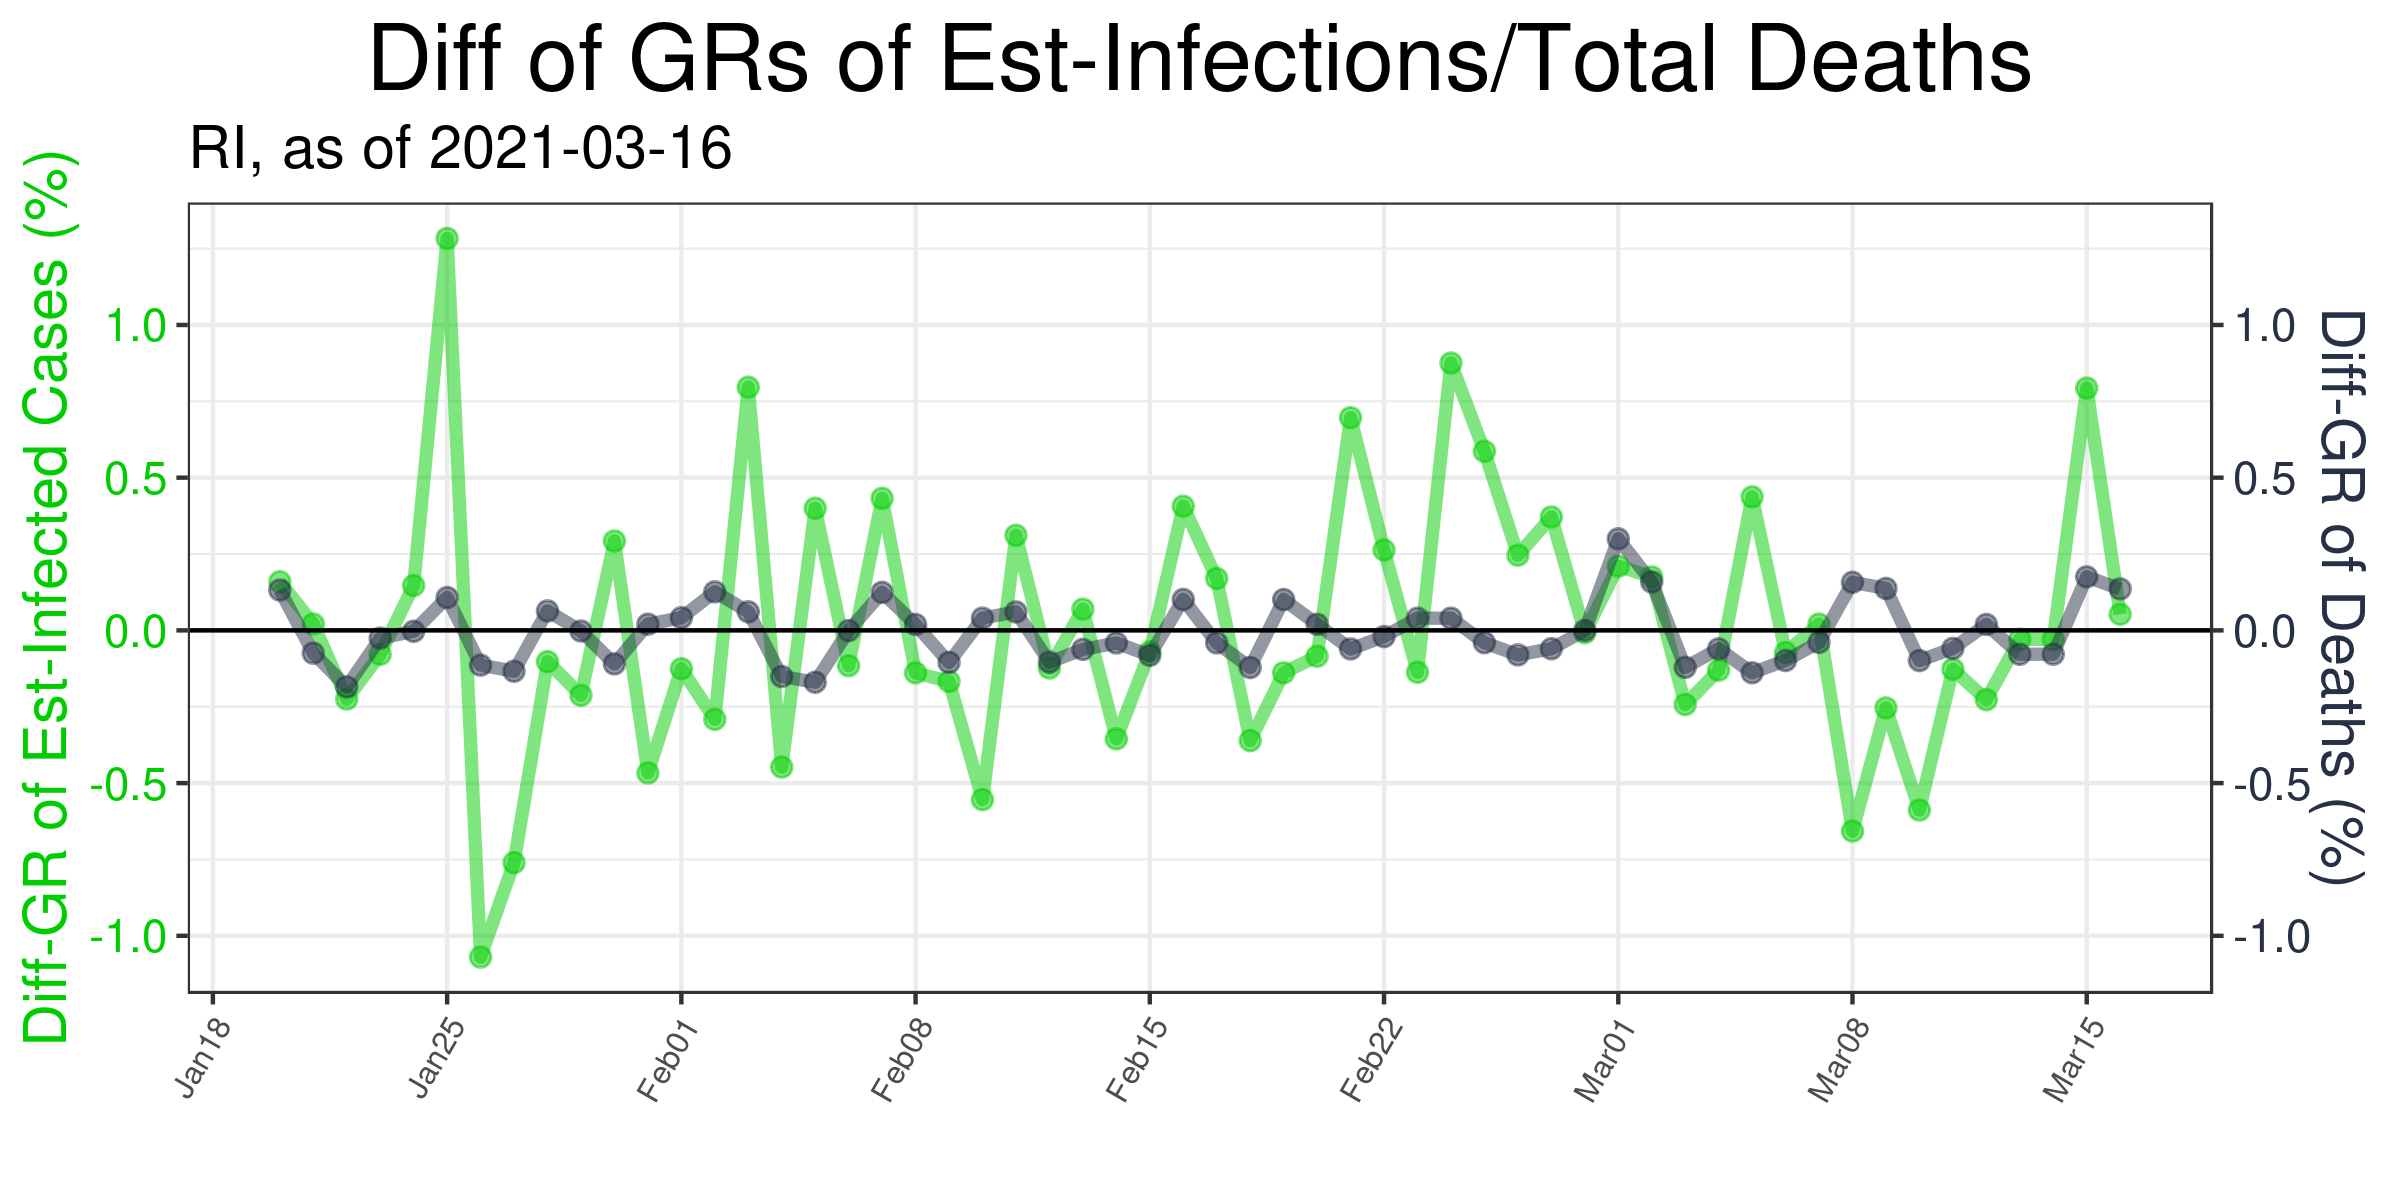 Diff of GRs of Est-Infections/Total Deaths
RI, as of 2021-03-16
Diff-GR of Est-Infected Cases (%)
1.0
0.5
0.0
-0.5
-1.0
1.0
0.5
0.0
-0.5
-1.0
Diff-GR of Deaths (%)
Jan18
Jan25
Feb01
Feb08
Feb15
Feb22
Mar01
Mar08
Mar15